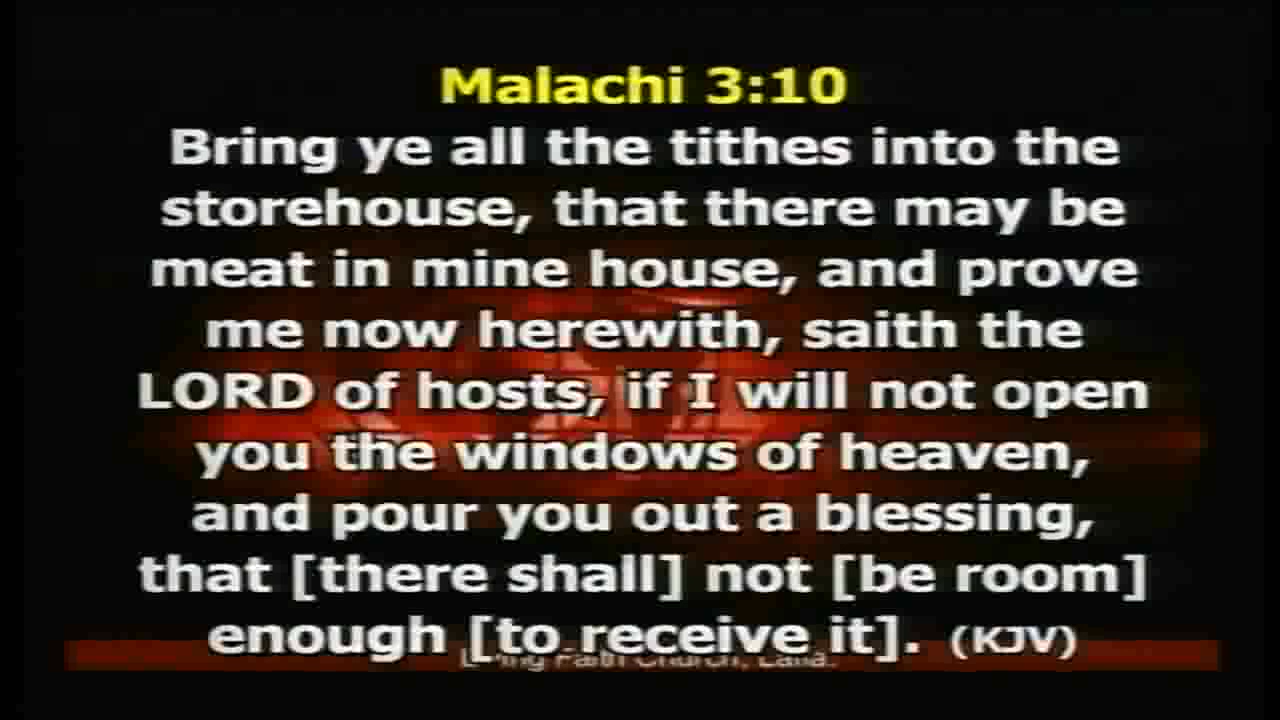 Malachi 3:10
Bring ye all the tithes into the
storehouse, that there may be
meat in mine house, and prove
me now herewith, saith the
LORD of hosts, if I will not open
you the windows of heaven,
and pour you out a blessing,
that [there shall] not [be room]
enough [to receive it]. (KJV)
Faith Church,